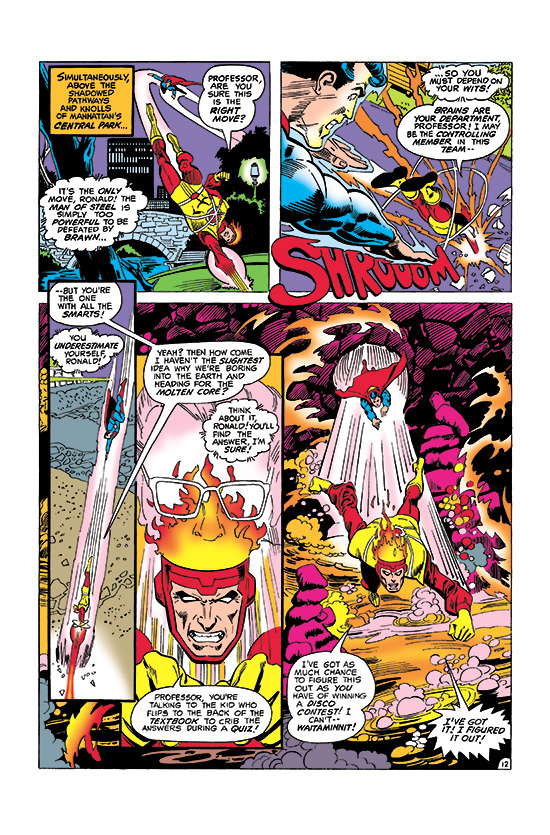 SIMULTANEOUSLY,
ABOVE THE
SHADOWED
PATHWAYS
AND KNOLLS
OF MANHATTAN'S
CENTRAL PARK...
PROFESSOR,
ARE YOU
SURE THIS
IS THE
RIGHT
MOVE?
IT'S THE ONLY
MOVE, RONALD! THE
MAN OF STEEL IS
SIMPLY TOO
POWERFUL TO BE
DEFEATED BY
BRAWN...
...SO YOU
MUST DEPEND ON
YOUR WITS!
BRAINS ARE
YOUR DEPARTMENT,
PROFESSOR! I MAY
BE THE CONTROLLING
MEMBER IN THIS
TEAM--
SHROOOM
--BUT YOU'RE
THE ONE
WITH ALL THE
SMARTS!
YOU
UNDERESTIMATE
YOURSELF,
RONALD!
YEAH? THEN HOW COME
I HAVEN'T THE SLIGHTEST
IDEA WHY WE'RE BORING
INTO THE EARTH AND
HEADING FOR THE
MOLTEN CORE?
THINK
ABOUT IT,
RONALD! YOU'LL
FIND THE
ANSWER, I'M
SURE!
PROFESSOR, YOU'RE
TALKING TO THE KID WHO
FLIPS TO THE BACK OF THE
TEXTBOOK TO CRIB THE
ANSWERS DURING A QUIZ!
I'VE GOT AS
MUCH CHANCE
TO FIGURE THIS
OUT AS YOU
HAVE OF WINNING
A DISCO
CONTEST! I
CAN'T--
WAITAMINNIT!
I'VE GOT
IT! I FIGURED
IT OUT!
12